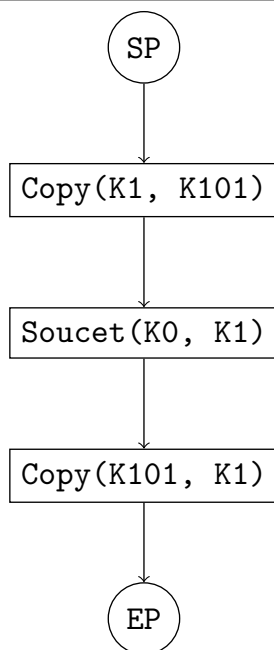 SP
Copy(K1, K101)
Soucet(K0, K1)
Copy(K101, K1)
EP